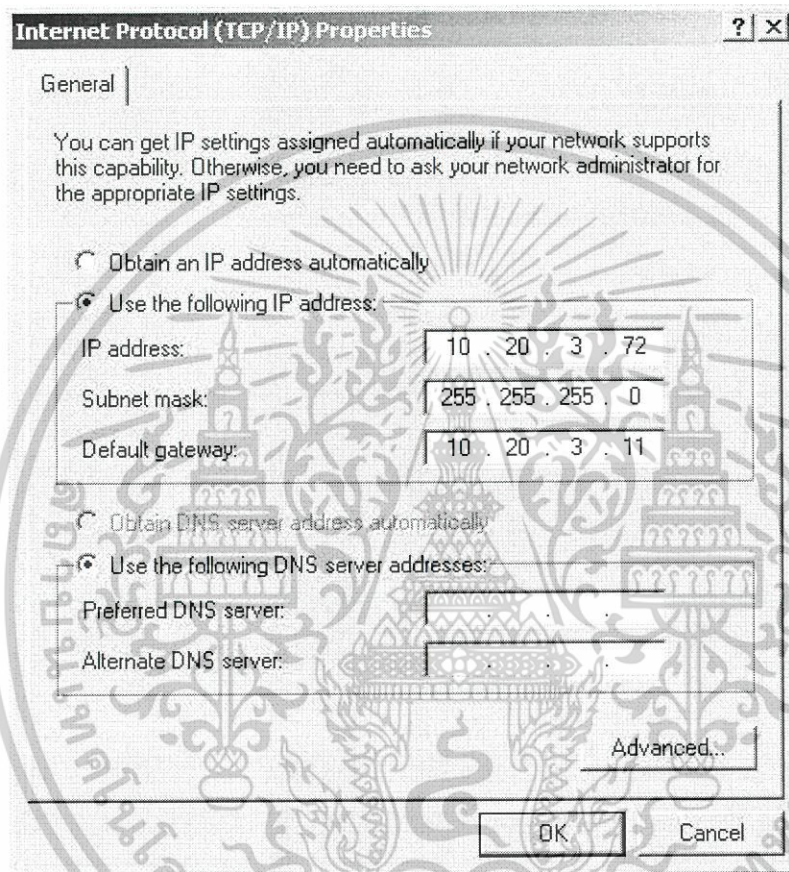 Internet Protocol (TCP/IP) Properties
General
You can get IP settings assigned automatically if your network supports
this capability. Otherwise, you need to ask your network administrator for
the appropriate IP settings.
Obtain an IP address automatically
Use the following IP address:
IP address: 10 . 20 . 3 . 72
Subnet mask: 255 . 255 . 255 . 0
Default gateway: 10 . 20 . 3 . 11
Obtain DNS server address automatically
Use the following DNS server addresses:
Preferred DNS server: . . .
Alternate DNS server: . . .
Advanced...
OK Cancel